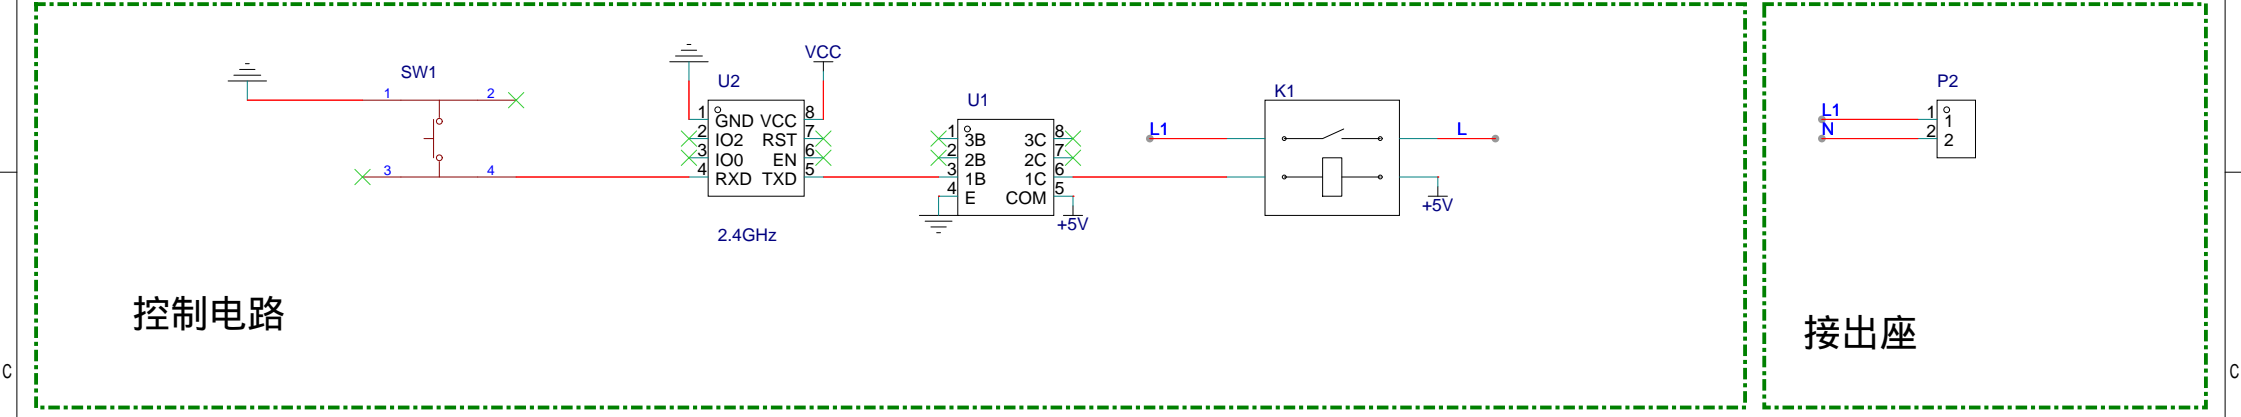 SW1
1
2
3
4
U2
VCC
1
GND
VCC
8
2
IO2
RST
7
3
IO0
EN
6
4
RXD
TXD
5
2.4GHz
U1
1
3B
3C
8
2
2B
2C
7
3
1B
1C
6
4
E
COM
5
+5V
K1
L1
L
+5V
控制电路
P2
L1
1
1
N
2
2
接出座
C
C